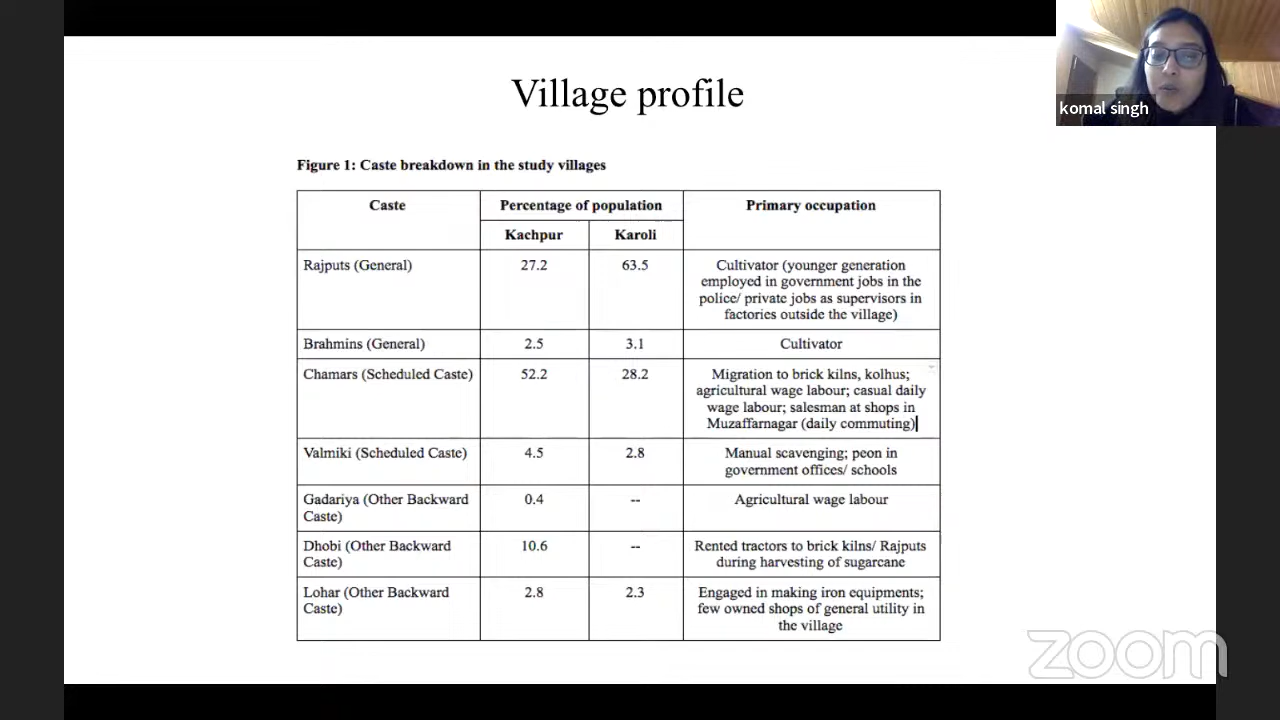 Village profile
komal singh
Figure 1: Caste breakdown in the study villages
Caste
Percentage of population
Primary occupation
Kachpur
Karoli
Rajputs (General)
27.2
63.5
Cultivator (younger generation
employed in government jobs in the
police/ private jobs as supervisors in
factories outside the village)
Brahmins (General)
2.5
3.1
Cultivator
Chamars (Scheduled Caste)
52.2
28.2
Migration to brick kilns, kolhus;
agricultural wage labour; casual daily
wage labour; salesman at shops in
Muzaffarnagar (daily commuting)
Valmiki (Scheduled Caste)
4.5
2.8
Manual scavenging; peon in
government offices/ schools
Gadariya (Other Backward
Caste)
0.4
--
Agricultural wage labour
Dhobi (Other Backward
Caste)
10.6
--
Rented tractors to brick kilns/ Rajputs
during harvesting of sugarcane
Lohar (Other Backward
Caste)
2.8
2.3
Engaged in making iron equipments;
few owned shops of general utility in
the village
zoom